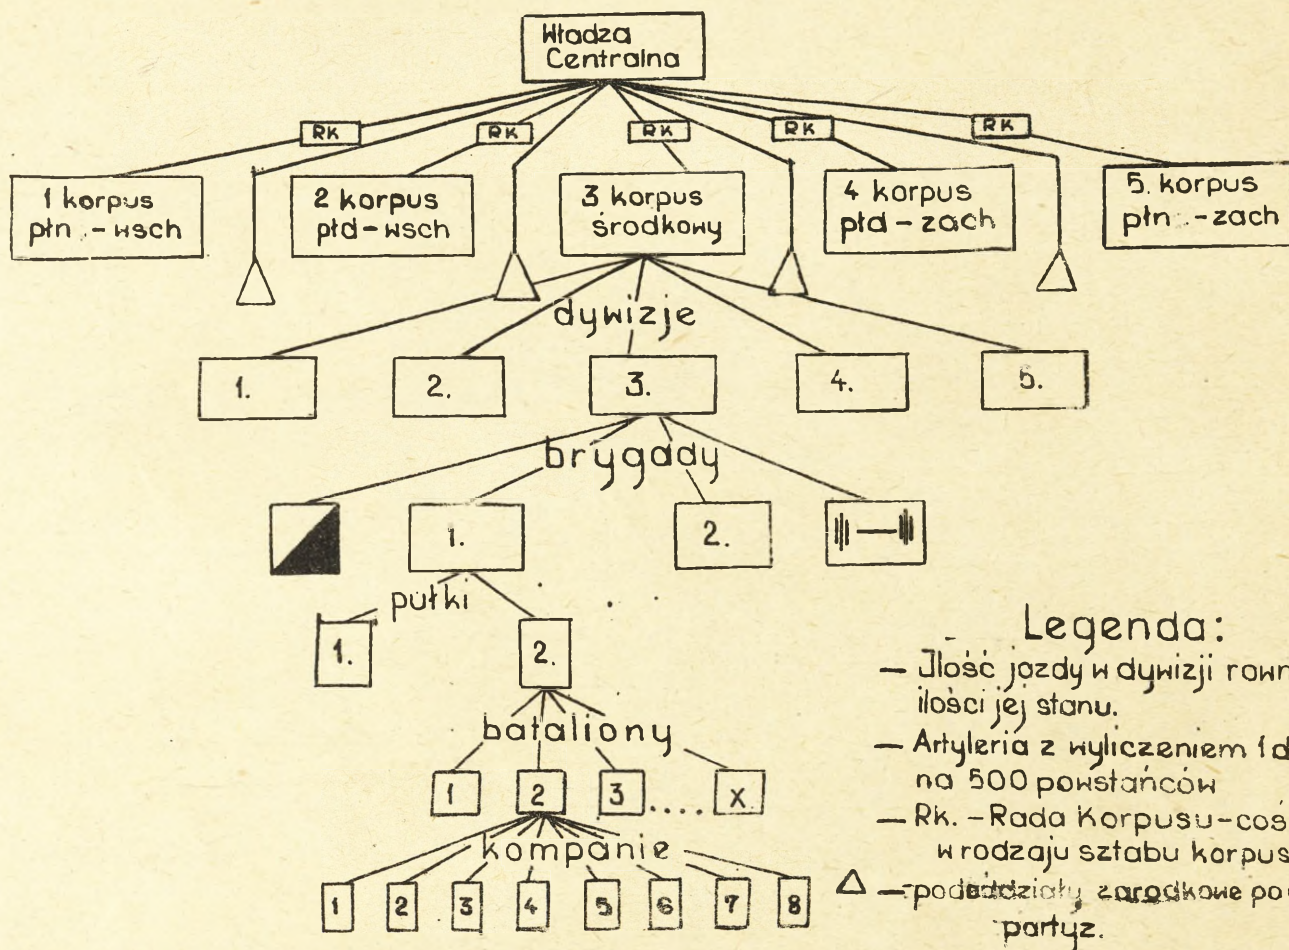 Władza
Centralna
RK RK RK RK RK
1 korpus
płn.-wsch
2 korpus
płd-wsch
3 korpus
środkowy
4 korpus
płd-zach
5. korpus
płn.-zach
dywizje
1. 2. 3. 4. 5.
brygady
1. 2.
pułki
1. 2.
bataliony
1 2 3 .... X
kompanie
1 2 3 4 5 6 7 8
Legenda:
— Ilość jazdy w dywizji rown
ilości jej stanu.
— Artyleria z wyliczeniem 1 d
na 500 powstańców
— Rk. - Rada Korpusu-coś
w rodzaju sztabu korpus
— pododdziały zarodkowe
partyz.